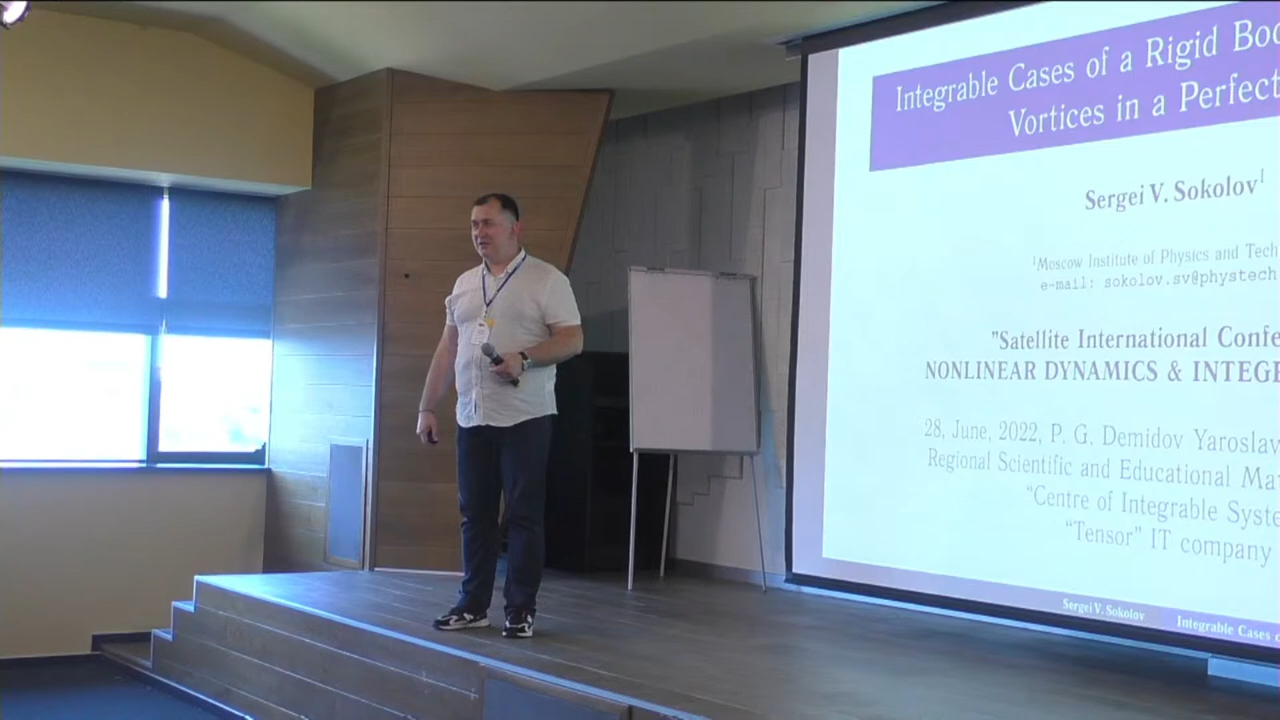 Integrable Cases of a Rigid Bo
Vortices in a Perfect
Sergei V. Sokolov¹
¹Moscow Institute of Physics and Tech
e-mail: sokolov.sv@phystech
"Satellite International Confe
NONLINEAR DYNAMICS & INTEG
28, June, 2022, P. G. Demidov Yaroslav
Regional Scientific and Educational Ma
"Centre of Integrable Syste
"Tensor" IT company
Sergei V. Sokolov
Integrable Cases